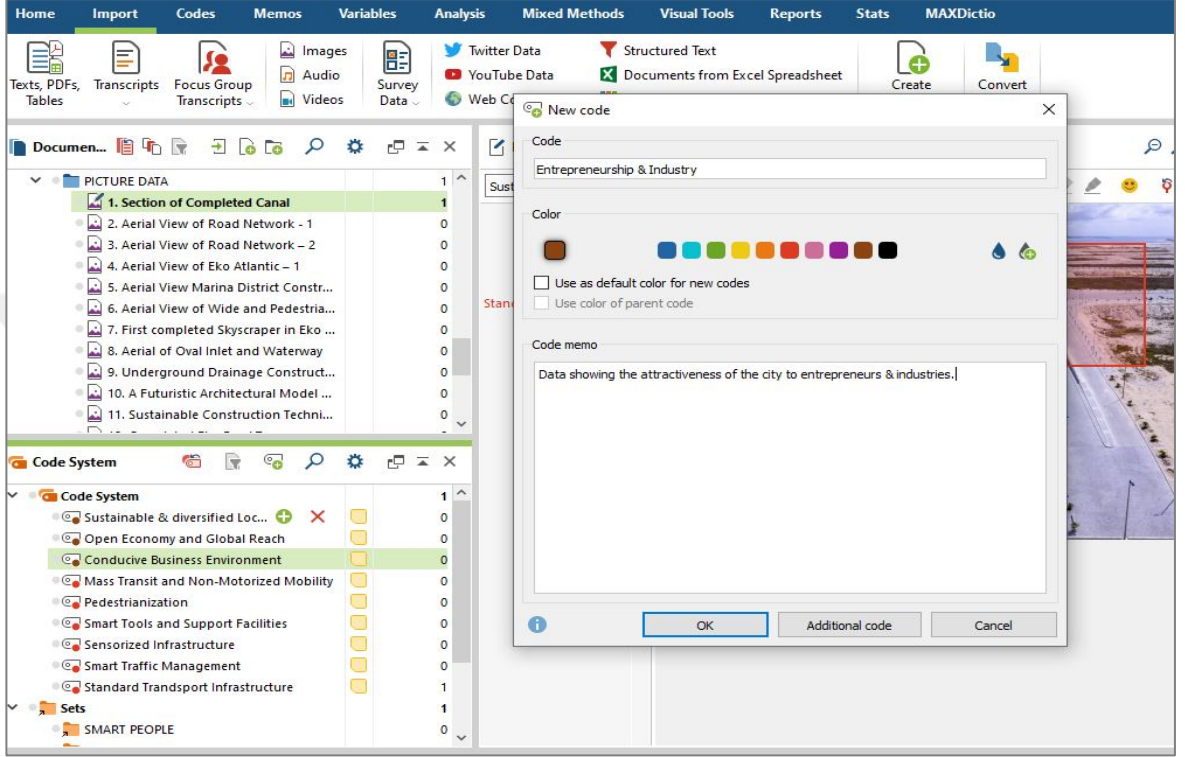 Home Import Codes Memos Variables Analysis Mixed Methods Visual Tools Reports Stats MAXDictio
Texts, PDFs, Tables
Transcripts
Focus Group Transcripts
Images
Audio
Videos
Survey Data
Twitter Data
YouTube Data
Web Co
Structured Text
Documents from Excel Spreadsheet
Create
Convert
Documen...
PICTURE DATA 1
1. Section of Completed Canal 1
2. Aerial View of Road Network - 1 0
3. Aerial View of Road Network – 2 0
4. Aerial View of Eko Atlantic – 1 0
5. Aerial View Marina District Constr... 0
6. Aerial View of Wide and Pedestria... 0
7. First completed Skyscraper in Eko ... 0
8. Aerial of Oval Inlet and Waterway 0
9. Underground Drainage Construct... 0
10. A Futuristic Architectural Model ... 0
11. Sustainable Construction Techni... 0
Code System
Code System 1
Sustainable & diversified Loc... 0
Open Economy and Global Reach 0
Conducive Business Environment 0
Mass Transit and Non-Motorized Mobility 0
Pedestrianization 0
Smart Tools and Support Facilities 0
Sensorized Infrastructure 0
Smart Traffic Management 0
Standard Trandsport Infrastructure 1
Sets 1
SMART PEOPLE 0
Sust
Stand
New code
Code
Entrepreneurship & Industry
Color
Use as default color for new codes
Use color of parent code
Code memo
Data showing the attractiveness of the city to entrepreneurs & industries.
OK Additional code Cancel